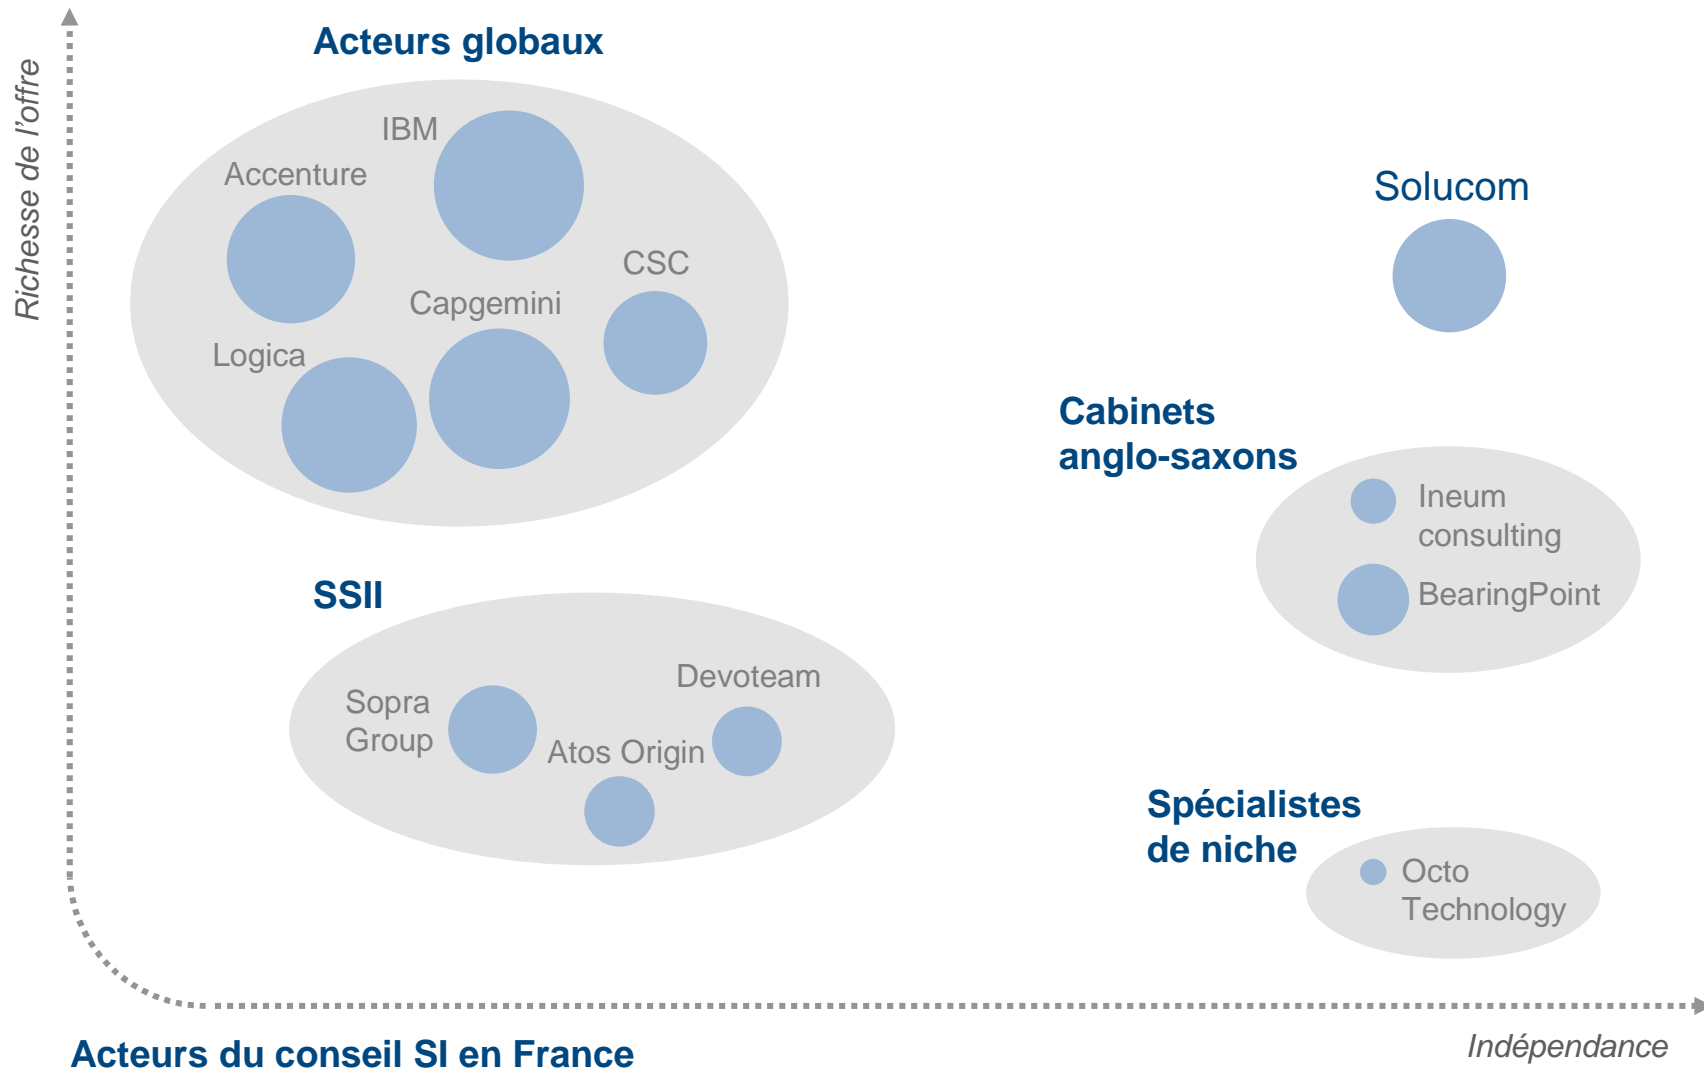 Richesse de l'offre
Acteurs globaux
IBM
Accenture
CSC
Capgemini
Logica
Solucom
Cabinets
anglo-saxons
Ineum
consulting
BearingPoint
SSII
Devoteam
Sopra
Group
Atos Origin
Spécialistes
de niche
Octo
Technology
Indépendance
Acteurs du conseil SI en France